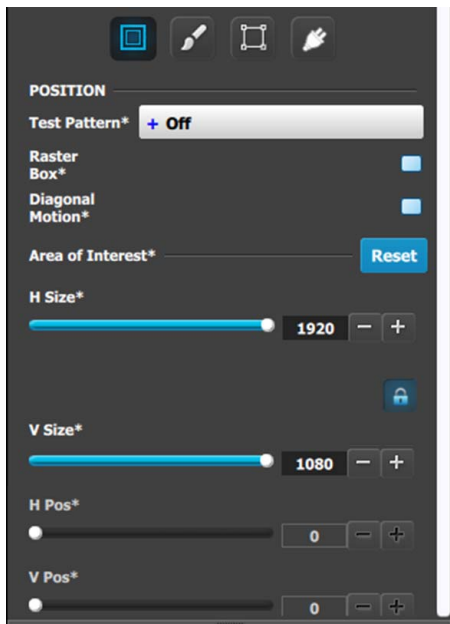 POSITION
Test Pattern* + Off
Raster
Box*
Diagonal
Motion*
Area of Interest* Reset
H Size*
1920 − +
V Size*
1080 − +
H Pos*
0 − +
V Pos*
0 − +